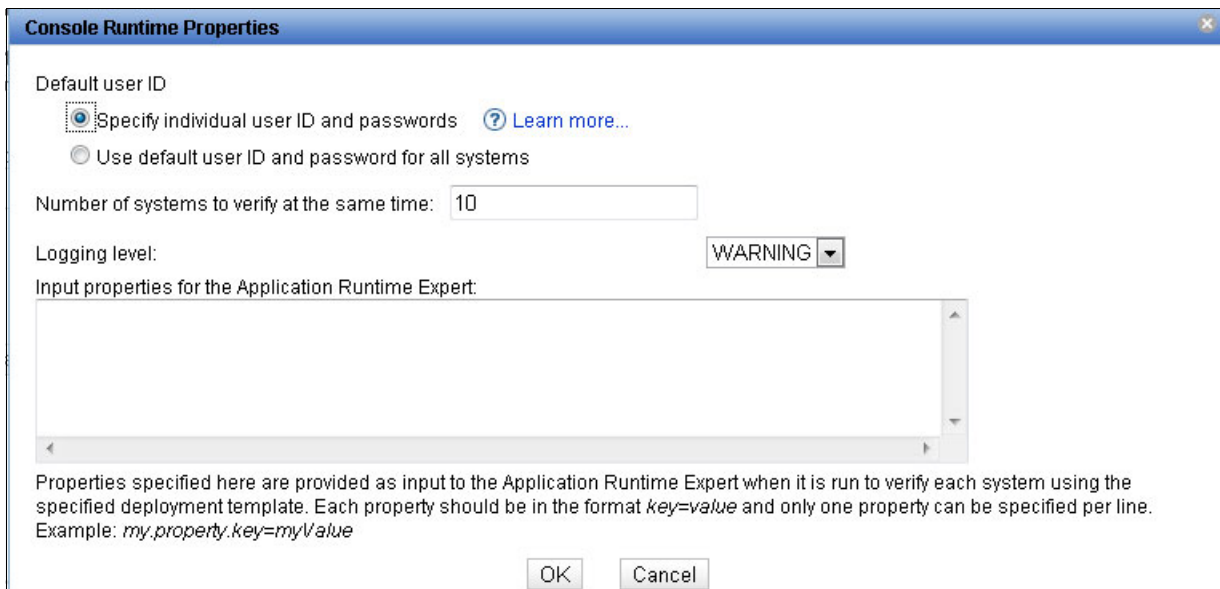 Console Runtime Properties
Default user ID
Specify individual user ID and passwords ? Learn more...
Use default user ID and password for all systems
Number of systems to verify at the same time: 10
Logging level: WARNING
Input properties for the Application Runtime Expert:
Properties specified here are provided as input to the Application Runtime Expert when it is run to verify each system using the
specified deployment template. Each property should be in the format key=value and only one property can be specified per line.
Example: my.property.key=myValue
OK Cancel